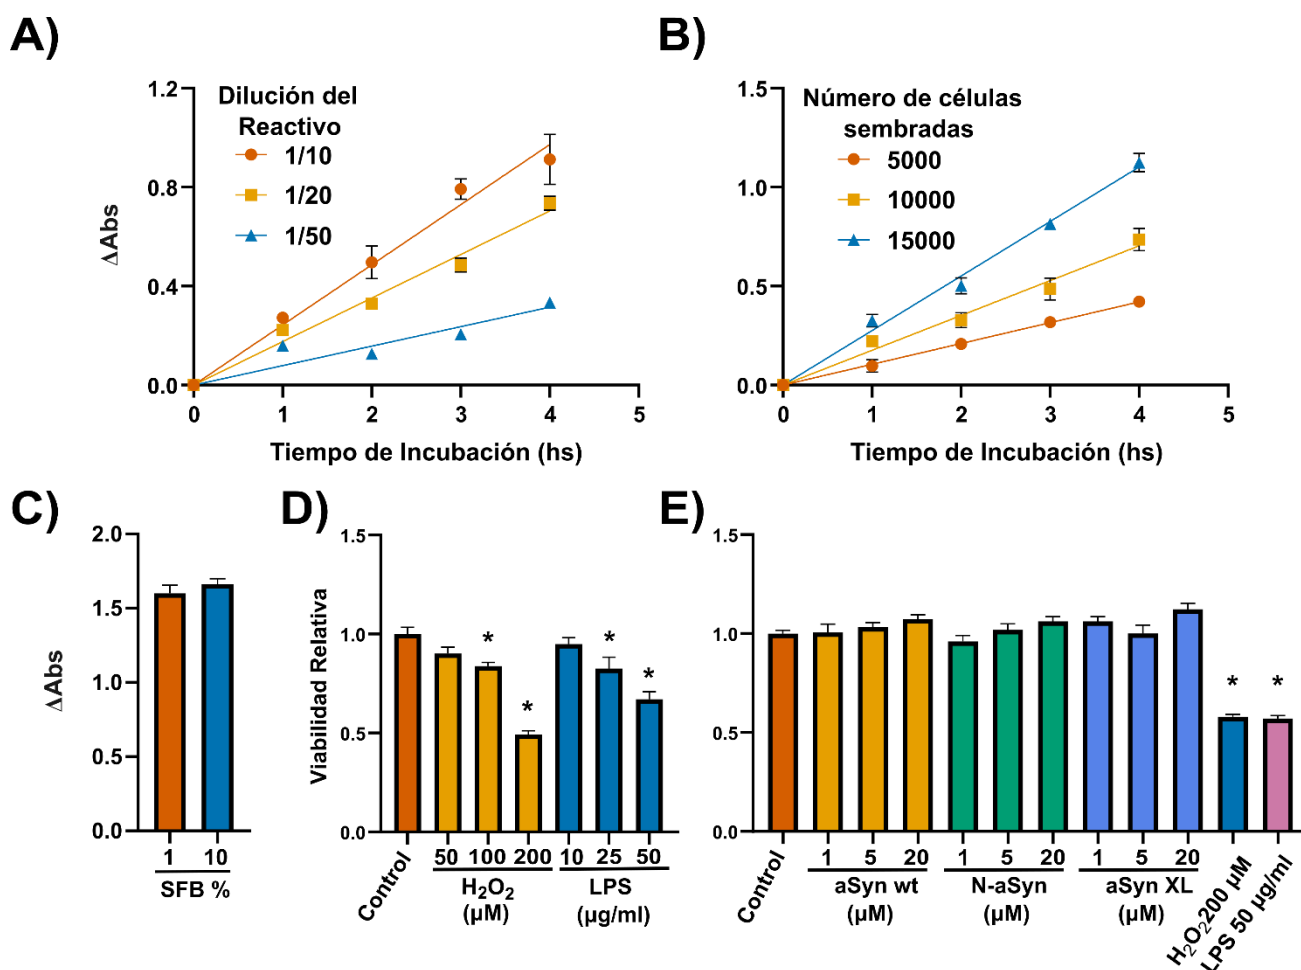 A)
1.2
0.8
0.4
0.0
ΔAbs
Dilución del
Reactivo
1/10
1/20
1/50
0 1 2 3 4 5
Tiempo de Incubación (hs)
B)
1.5
1.0
0.5
0.0
Número de células
sembradas
5000
10000
15000
0 1 2 3 4 5
Tiempo de Incubación (hs)
C)
2.0
1.5
1.0
0.5
0.0
ΔAbs
1 10
SFB %
D)
1.5
1.0
0.5
0.0
Viabilidad Relativa
* * * *
Control
50 100 200
H₂O₂
(µM)
10 25 50
LPS
(µg/ml)
E)
1.5
1.0
0.5
0.0
* *
Control
1 5 20
aSyn wt
(µM)
1 5 20
N-aSyn
(µM)
1 5 20
aSyn XL
(µM)
H₂O₂200 µM
LPS 50 µg/ml